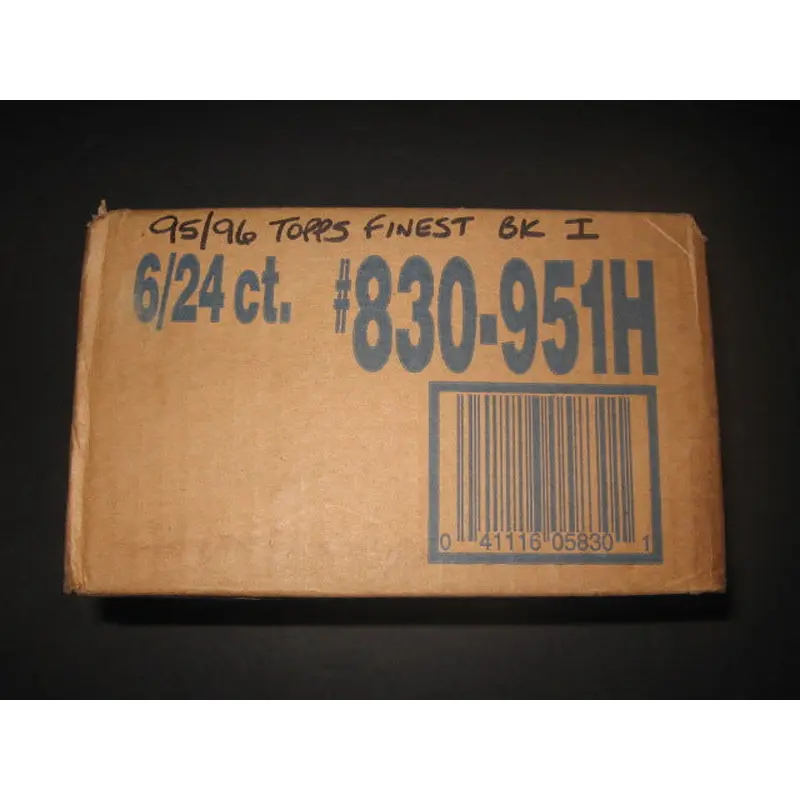 95/96 TOPPS FINEST BK I
6/24 ct. #830-951H
0 41116 05830 1